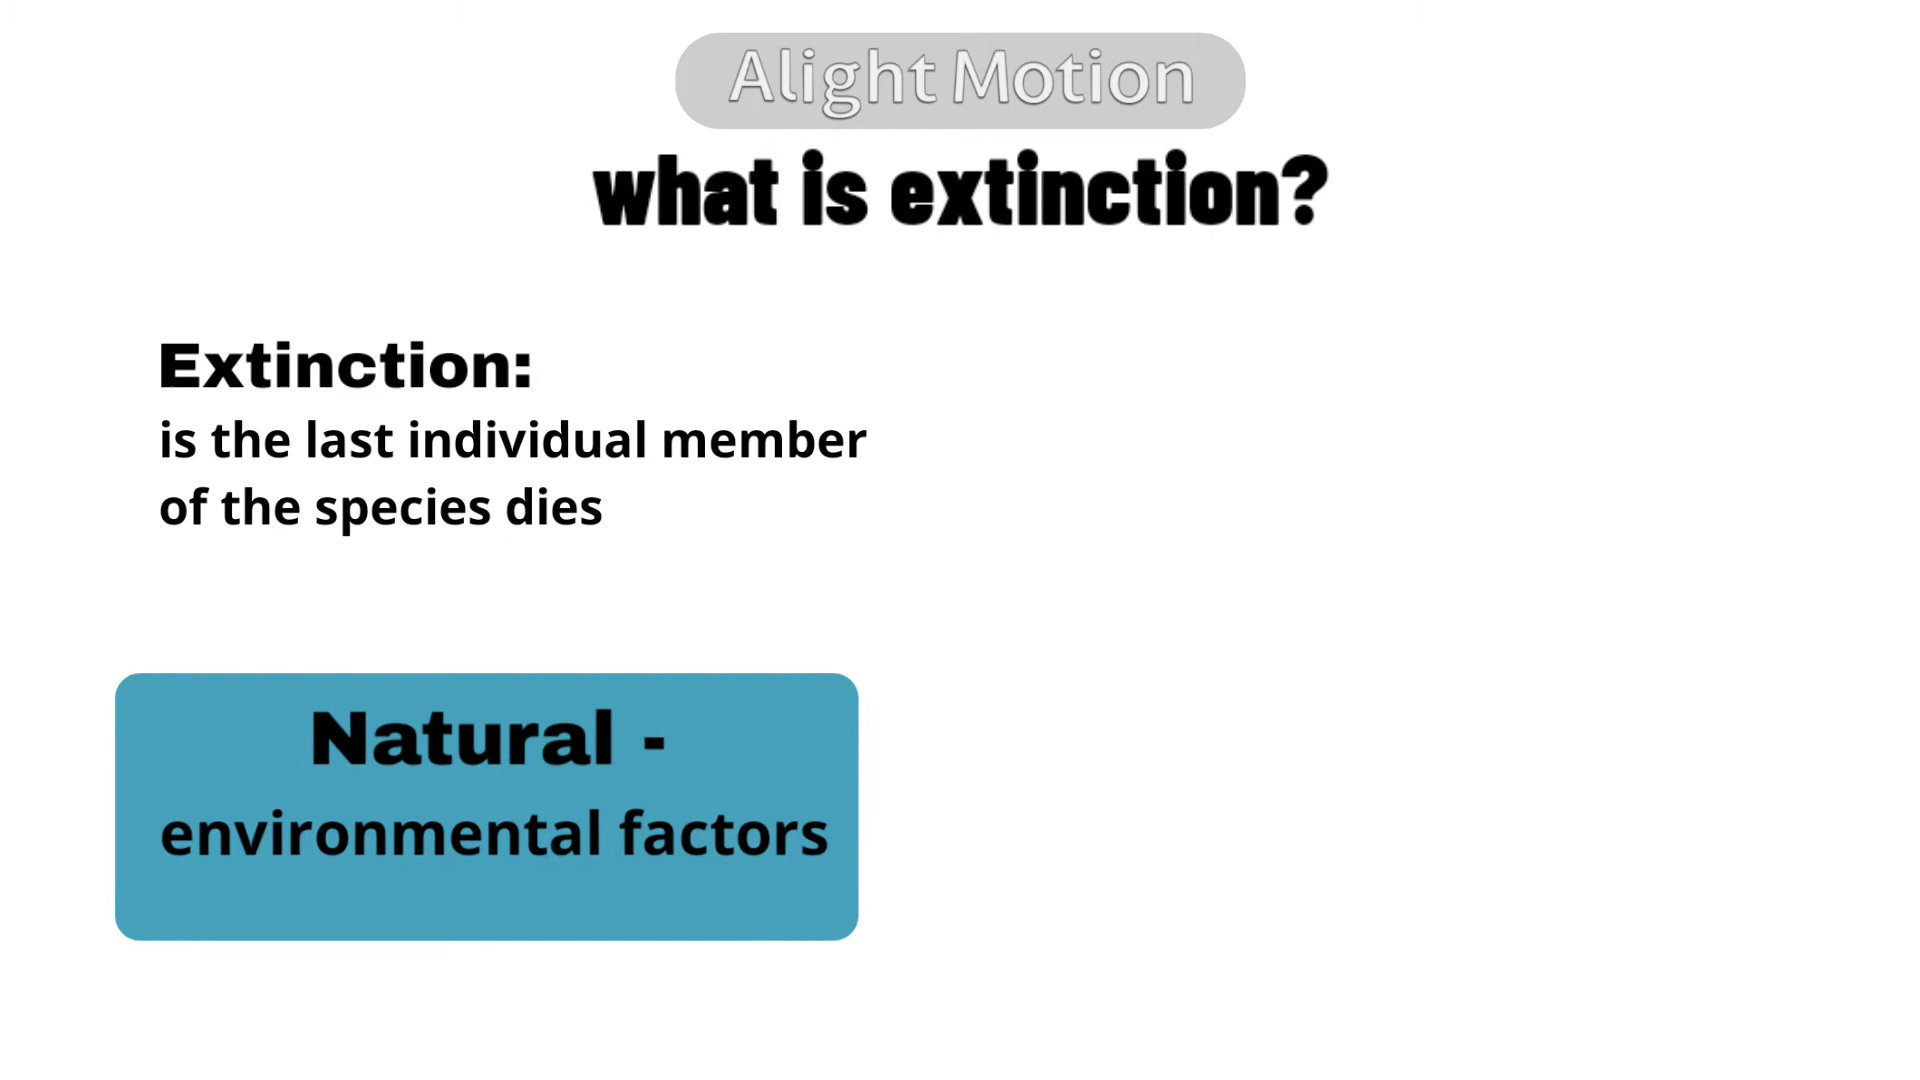 Alight Motion
what is extinction?
Extinction:
is the last individual member
of the species dies
Natural -
environmental factors